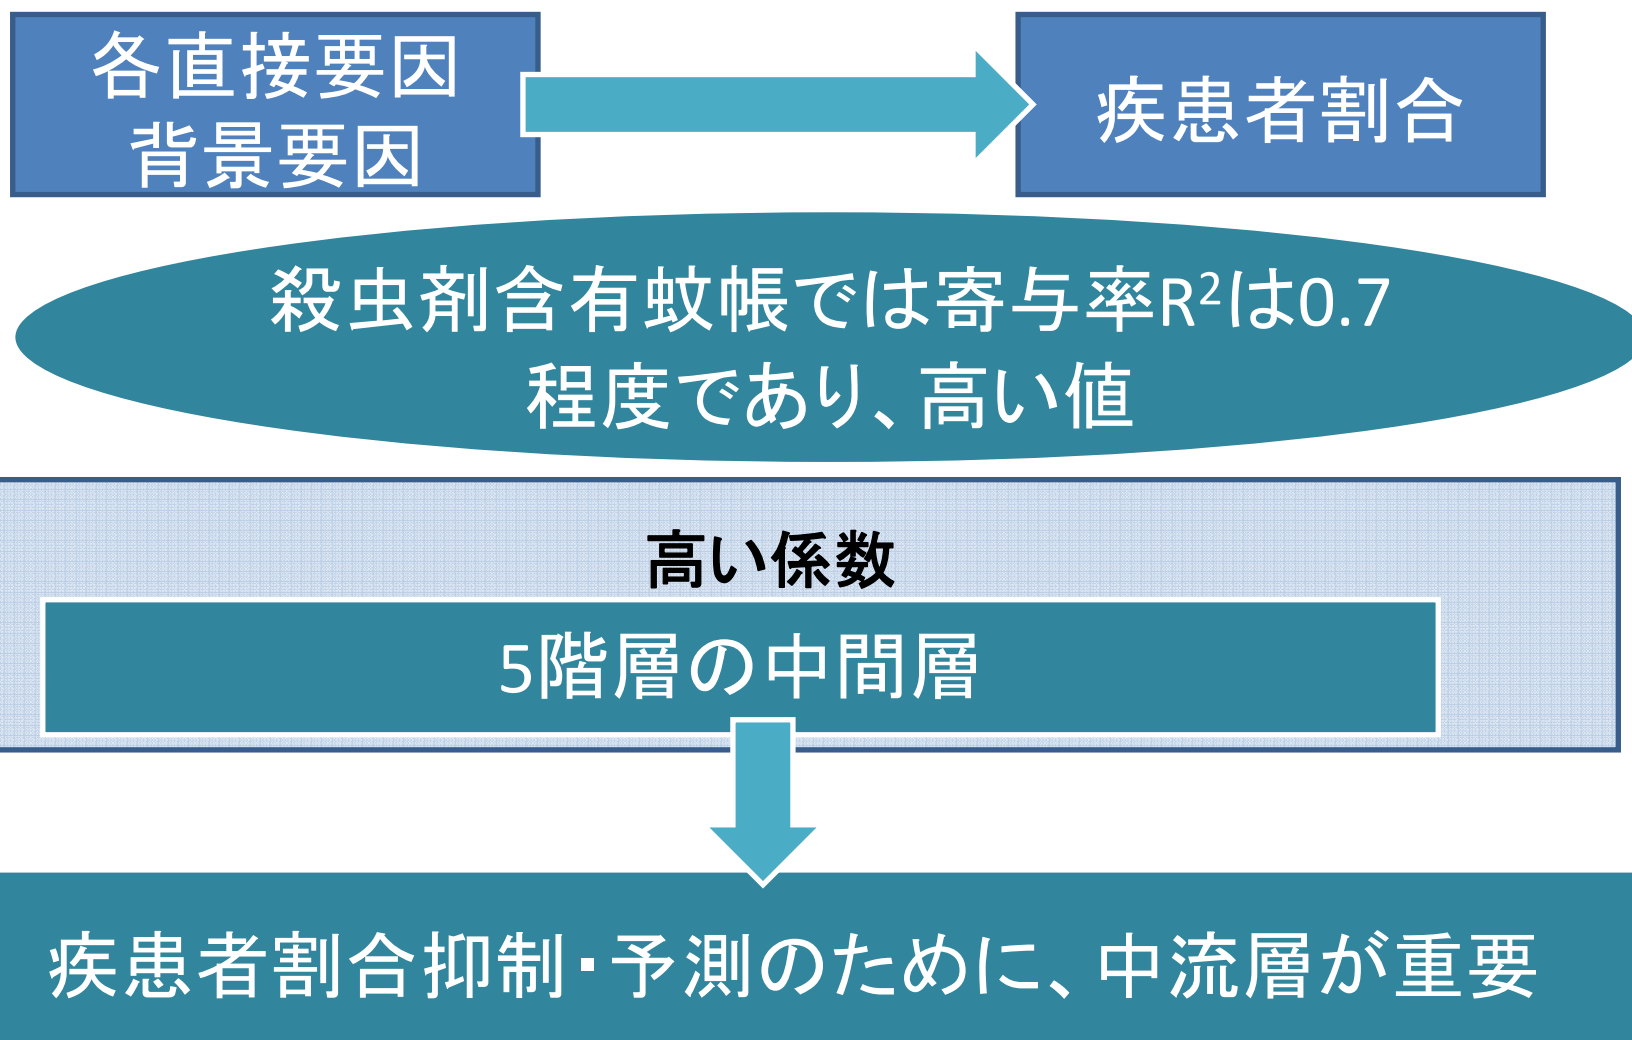 各直接要因
背景要因
疾患者割合
殺虫剤含有蚊帳では寄与率R²は0.7
程度であり、高い値
高い係数
5階層の中間層
疾患者割合抑制・予測のために、中流層が重要